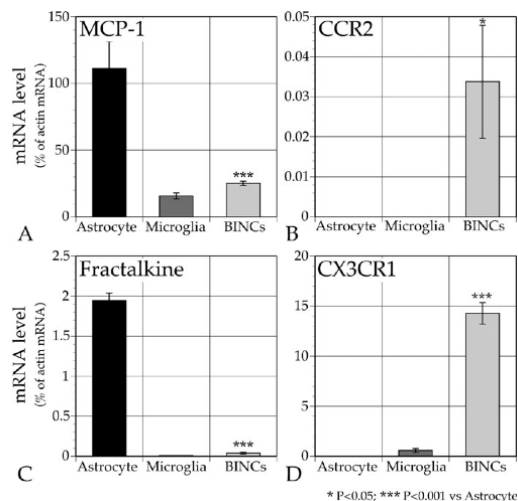 MCP-1
mRNA level
(% of actin mRNA)
150
100
50
0
***
Astrocyte Microglia BINCs
A
CCR2
0.05
0.04
0.03
0.02
0.01
0
*
Astrocyte Microglia BINCs
B
Fractalkine
mRNA level
(% of actin mRNA)
2.5
2
1.5
1
0.5
0
***
Astrocyte Microglia BINCs
C
CX3CR1
20
15
10
5
0
***
Astrocyte Microglia BINCs
D
* P<0.05; *** P<0.001 vs Astrocyte